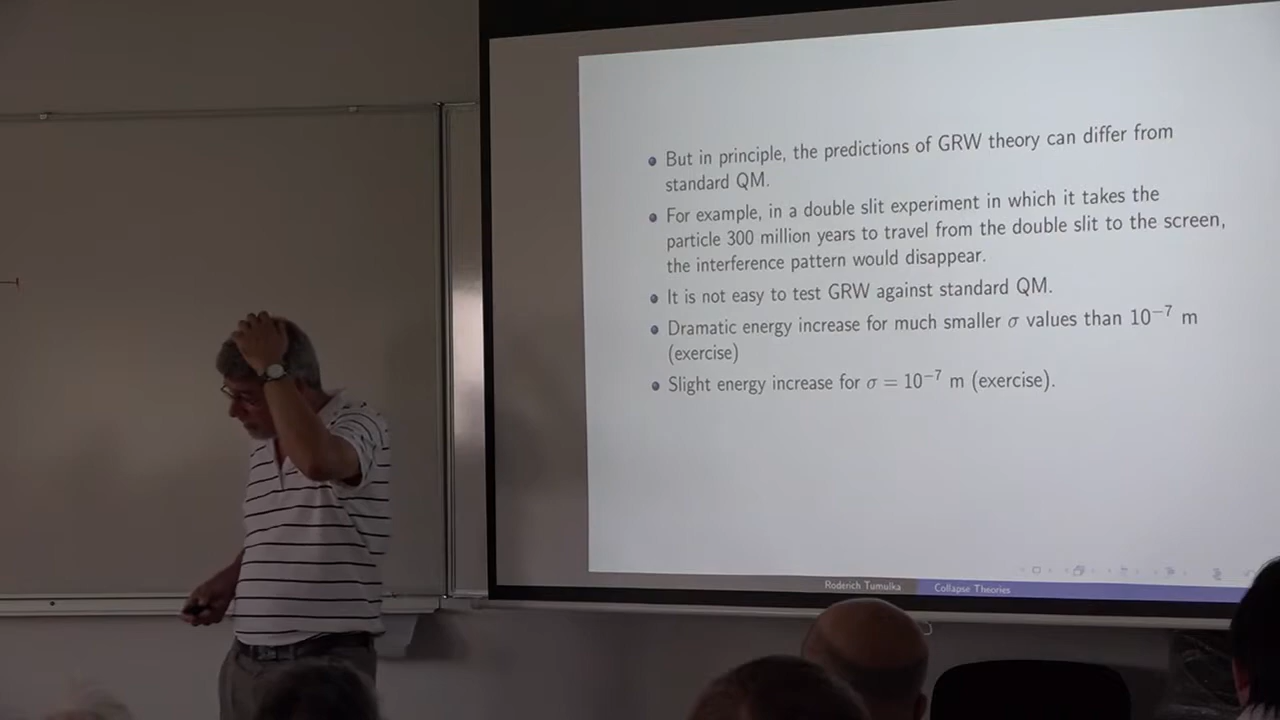 But in principle, the predictions of GRW theory can differ from
standard QM.
For example, in a double slit experiment in which it takes the
particle 300 million years to travel from the double slit to the screen,
the interference pattern would disappear.
It is not easy to test GRW against standard QM.
Dramatic energy increase for much smaller σ values than 10⁻⁷ m
(exercise)
Slight energy increase for σ = 10⁻⁷ m (exercise).
Roderich Tumulka Collapse Theories